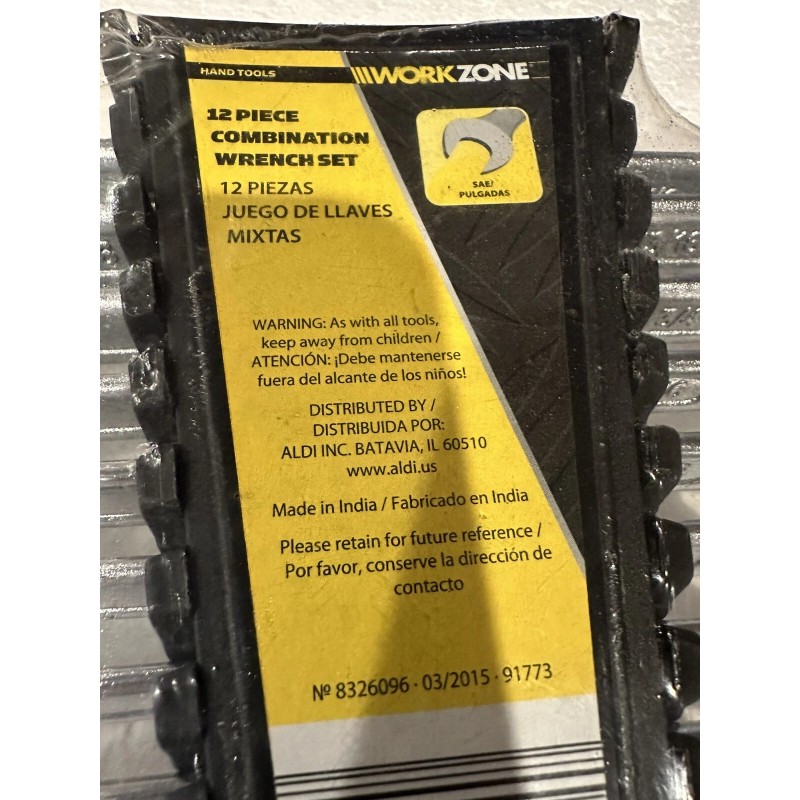 HAND TOOLS
WORKZONE
12 PIECE
COMBINATION
WRENCH SET
12 PIEZAS
JUEGO DE LLAVES
MIXTAS
SAE/
PULGADAS
WARNING: As with all tools,
keep away from children /
ATENCIÓN: ¡Debe mantenerse
fuera del alcante de los niños!
DISTRIBUTED BY /
DISTRIBUIDA POR:
ALDI INC. BATAVIA, IL 60510
www.aldi.us
Made in India / Fabricado en India
Please retain for future reference /
Por favor, conserve la dirección de
contacto
№ 8326096 · 03/2015 · 91773